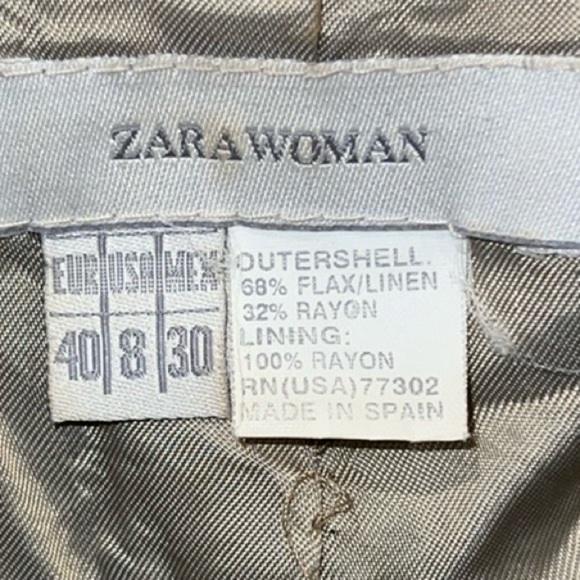 ZARA WOMAN
EUR USA MEX
40 8 30
OUTERSHELL.
68% FLAX/LINEN
32% RAYON
LINING:
100% RAYON
RN(USA)77302
MADE IN SPAIN